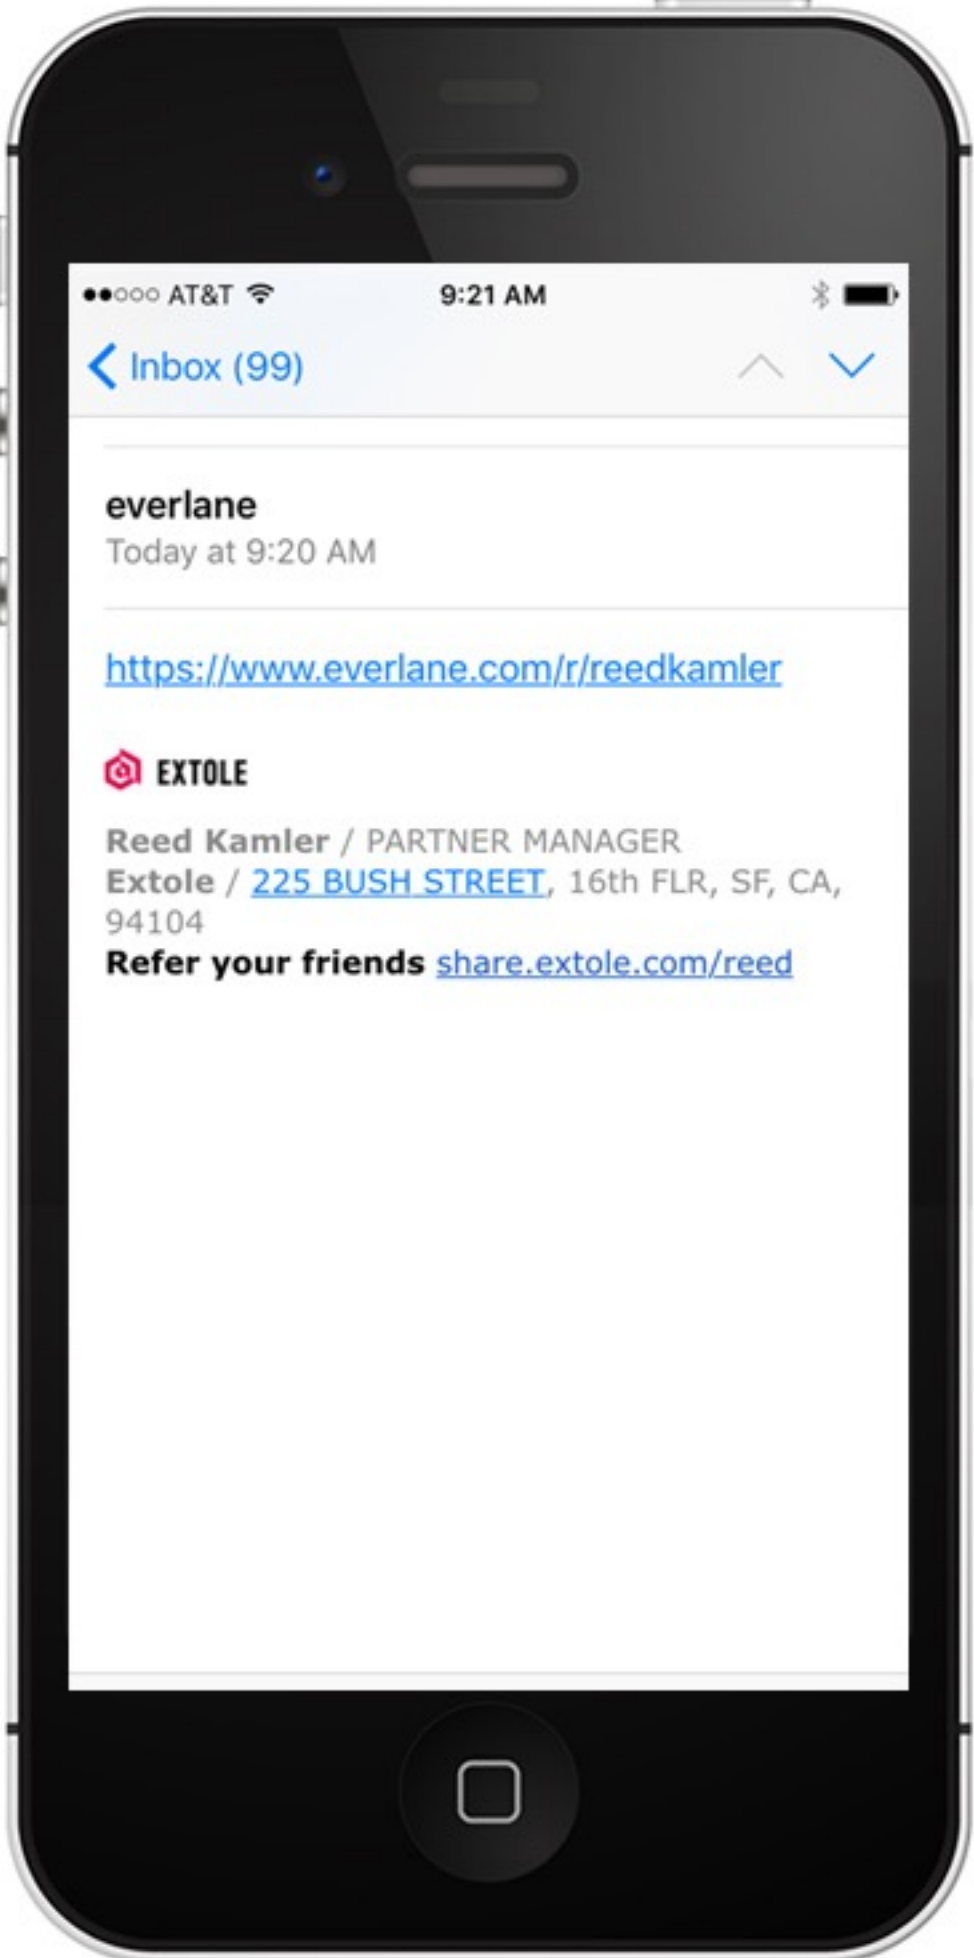 AT&T 9:21 AM
Inbox (99)
everlane
Today at 9:20 AM
https://www.everlane.com/r/reedkamler
EXTOLE
Reed Kamler / PARTNER MANAGER
Extole / 225 BUSH STREET, 16th FLR, SF, CA,
94104
Refer your friends share.extole.com/reed